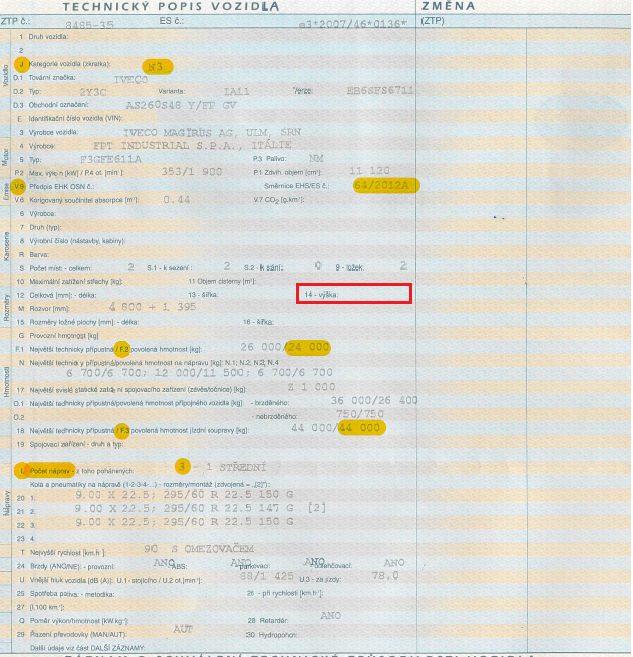 TECHNICKÝ POPIS VOZIDLA ZMĚNA
ZTP č.: 8485-35 ES č.: e3*2007/46*0136* (ZTP)
1 Druh vozidla:
2
J Kategorie vozidla (zkratka): N3
D.1 Tovární značka: IVECO
D.2 Typ: 2Y3C Varianta: IA11 Verze: EB6SFS6711
D.3 Obchodní označení: AS260S48 Y/FP GV
E Identifikační číslo vozidla (VIN):
3 Výrobce vozidla: IVECO MAGIRUS AG, ULM, SRN
4 Výrobce: FPT INDUSTRIAL S.P.A., ITÁLIE
5 Typ: F3GFE611A P.3 Palivo: NM
P.2 Max. výkon [kW] / P.4 ot. [min⁻¹]: 353/1 900 P.1 Zdvih. objem [cm³]: 11 120
V.9 Předpis EHK OSN č.: Směrnice EHS/ES č.: 64/2012A
V.6 Korigovaný součinitel absorpce [m⁻¹]: 0.44 V.7 CO₂ [g.km⁻¹]:
6 Výrobce:
7 Druh (typ):
8 Výrobní číslo (nástavby, kabiny):
R Barva:
S Počet míst: - celkem: 2 S.1 - k sezení : 2 S.2 - k stání: 0 9 - lůžek: 2
10 Maximální zatížení střechy [kg]: 11 Objem cisterny [m³]:
12 Celková [mm]: - délka: 13 - šířka: 14 - výška:
M Rozvor [mm]: 4 800 + 1 395
15 Rozměry ložné plochy [mm]: - délka: 16 - šířka:
G Provozní hmotnost [kg]:
F.1 Největší technicky přípustná / F.2 povolená hmotnost [kg]: 26 000/24 000
N Největší technicky přípustná/povolená hmotnost na nápravu [kg]: N.1; N.2; N.3; N.4
6 700/6 700; 12 000/11 500; 6 700/6 700
17 Největší svislé statické zatížení spojovacího zařízení (závěs/točnice) [kg]: Z 1 000
O.1 Největší technicky přípustná/povolená hmotnost přípojného vozidla [kg]: - brzděného: 36 000/26 400
O.2 - nebrzděného: 750/750
18 Největší technicky přípustná / F.3 povolená hmotnost jízdní soupravy [kg]: 44 000/44 000
19 Spojovací zařízení - druh a typ:
L Počet náprav - z toho poháněných: 3 - 1 STŘEDNÍ
Kola a pneumatiky na nápravě (1-2-3-4-...) - rozměry/montáž (zdvojená = „[2]"):
20 1. 9.00 X 22.5; 295/60 R 22.5 150 G
21 2. 9.00 X 22.5; 295/60 R 22.5 147 G [2]
22 3. 9.00 X 22.5; 295/60 R 22.5 150 G
23 4.
T Nejvyšší rychlost [km.h⁻¹]: 90 S OMEZOVAČEM
24 Brzdy (ANO/NE): - provozní: ANO ABS: ANO - parkovací: ANO - odlehčovací: ANO
U Vnější hluk vozidla [dB (A)]: U.1 - stojícího / U.2 ot.[min⁻¹]: 88/1 425 U.3 - za jízdy: 78.0
25 Spotřeba paliva: - metodika: 26 - při rychlosti [km.h⁻¹]:
27 [l.100 km⁻¹]:
Q Poměr výkon/hmotnost [kW.kg⁻¹]: 28 Retardér: ANO
29 Řazení převodovky (MAN/AUT): AUT 30 Hydropohon:
Další údaje viz část DALŠÍ ZÁZNAMY:
Vozidlo
Motor
Emise
Karoserie
Rozměry
Hmotnosti
Nápravy